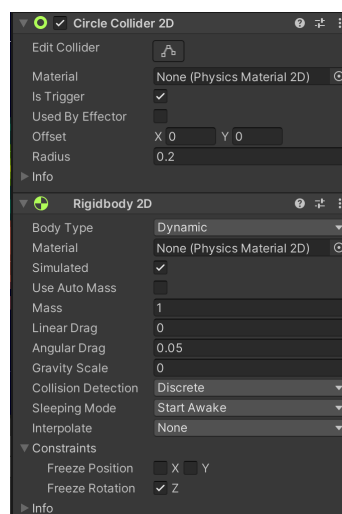 Circle Collider 2D
Edit Collider
Material None (Physics Material 2D)
Is Trigger
Used By Effector
Offset X 0 Y 0
Radius 0.2
Info
Rigidbody 2D
Body Type Dynamic
Material None (Physics Material 2D)
Simulated
Use Auto Mass
Mass 1
Linear Drag 0
Angular Drag 0.05
Gravity Scale 0
Collision Detection Discrete
Sleeping Mode Start Awake
Interpolate None
Constraints
Freeze Position X Y
Freeze Rotation Z
Info